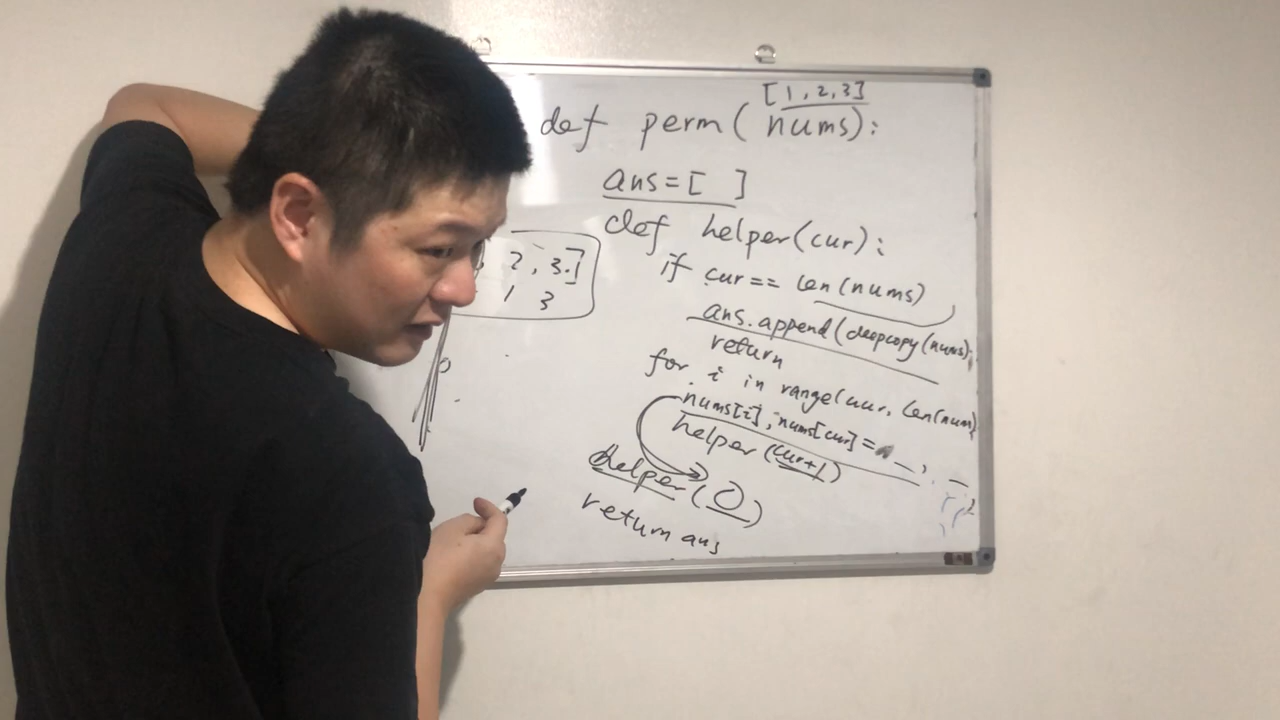 [1,2,3]
def perm(nums):
ans=[ ]
def helper(cur):
2, 3.]
1 3
if cur== len(nums)
ans.append(deepcopy(nums)
return
for i in range(cur, len(num)
nums[i], nums[cur] =
helper(cur+1)
helper(0)
return ans